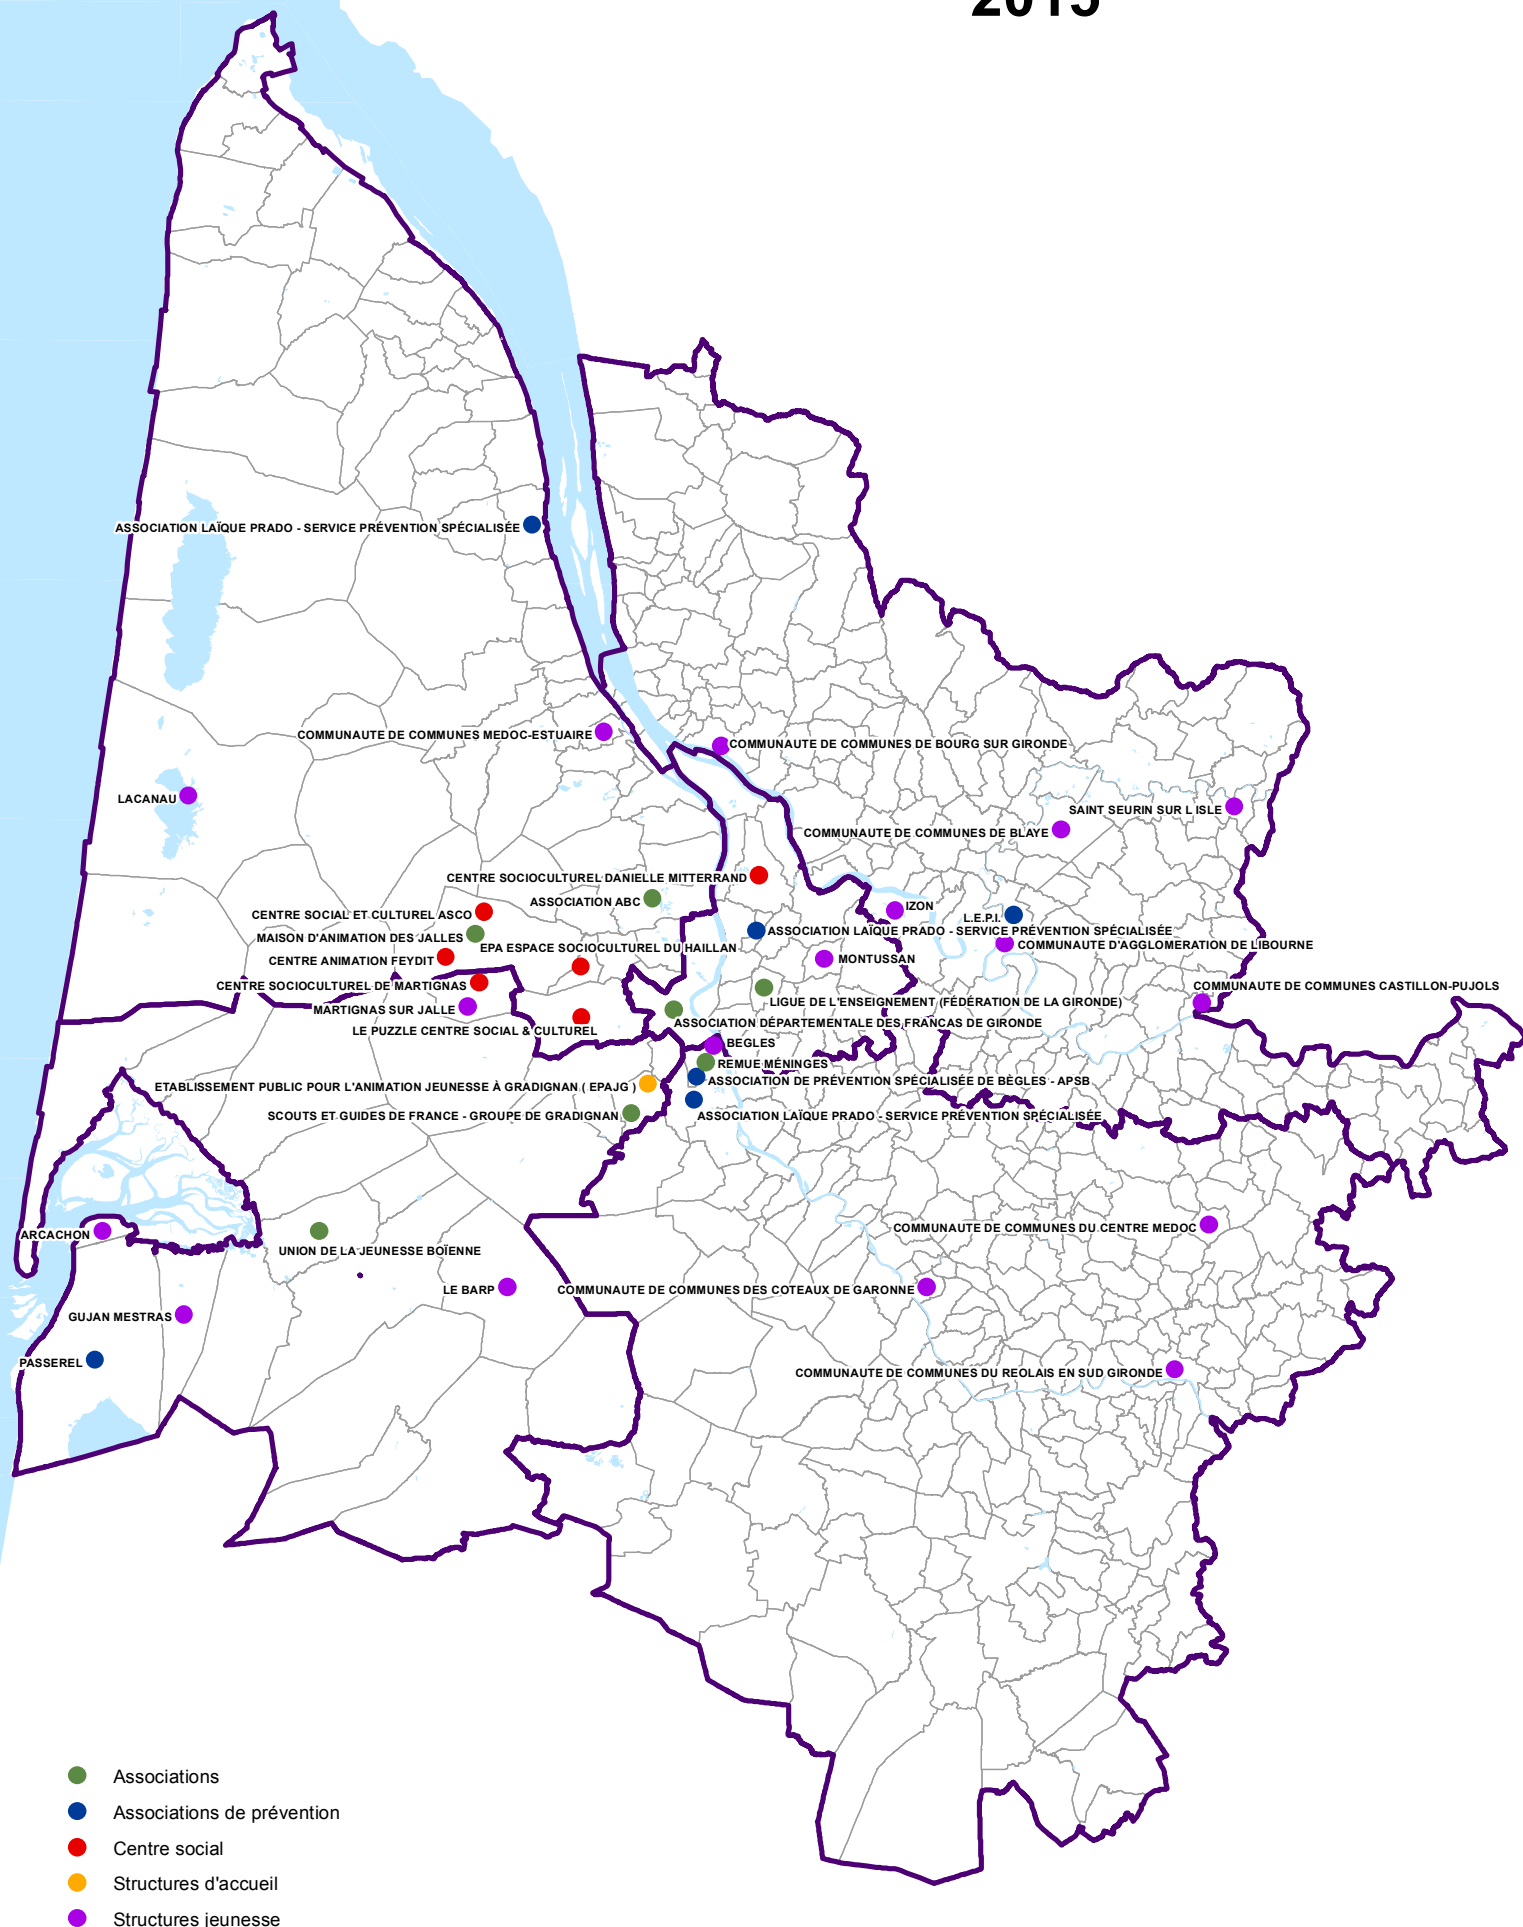 2015
ASSOCIATION LAÏQUE PRADO - SERVICE PRÉVENTION SPÉCIALISÉE
COMMUNAUTE DE COMMUNES MEDOC-ESTUAIRE
COMMUNAUTE DE COMMUNES DE BOURG SUR GIRONDE
LACANAU
SAINT SEURIN SUR L ISLE
COMMUNAUTE DE COMMUNES DE BLAYE
CENTRE SOCIOCULTUREL DANIELLE MITTERRAND
ASSOCIATION ABC
IZON
CENTRE SOCIAL ET CULTUREL ASCO
L.E.P.I.
ASSOCIATION LAÏQUE PRADO - SERVICE PRÉVENTION SPÉCIALISÉE
MAISON D'ANIMATION DES JALLES
EPA ESPACE SOCIOCULTUREL DU HAILLAN
COMMUNAUTE D'AGGLOMERATION DE LIBOURNE
CENTRE ANIMATION FEYDIT
MONTUSSAN
CENTRE SOCIOCULTUREL DE MARTIGNAS
COMMUNAUTE DE COMMUNES CASTILLON-PUJOLS
LIGUE DE L'ENSEIGNEMENT (FÉDÉRATION DE LA GIRONDE)
MARTIGNAS SUR JALLE
ASSOCIATION DÉPARTEMENTALE DES FRANCAS DE GIRONDE
LE PUZZLE CENTRE SOCIAL & CULTUREL
BEGLES
REMUE MÉNINGES
ASSOCIATION DE PRÉVENTION SPÉCIALISÉE DE BÈGLES - APSB
ETABLISSEMENT PUBLIC POUR L'ANIMATION JEUNESSE À GRADIGNAN ( EPAJG )
SCOUTS ET GUIDES DE FRANCE - GROUPE DE GRADIGNAN
ASSOCIATION LAÏQUE PRADO - SERVICE PRÉVENTION SPÉCIALISÉE
COMMUNAUTE DE COMMUNES DU CENTRE MEDOC
ARCACHON
UNION DE LA JEUNESSE BOÏENNE
LE BARP
COMMUNAUTE DE COMMUNES DES COTEAUX DE GARONNE
GUJAN MESTRAS
PASSEREL
COMMUNAUTE DE COMMUNES DU REOLAIS EN SUD GIRONDE
Associations
Associations de prévention
Centre social
Structures d'accueil
Structures jeunesse